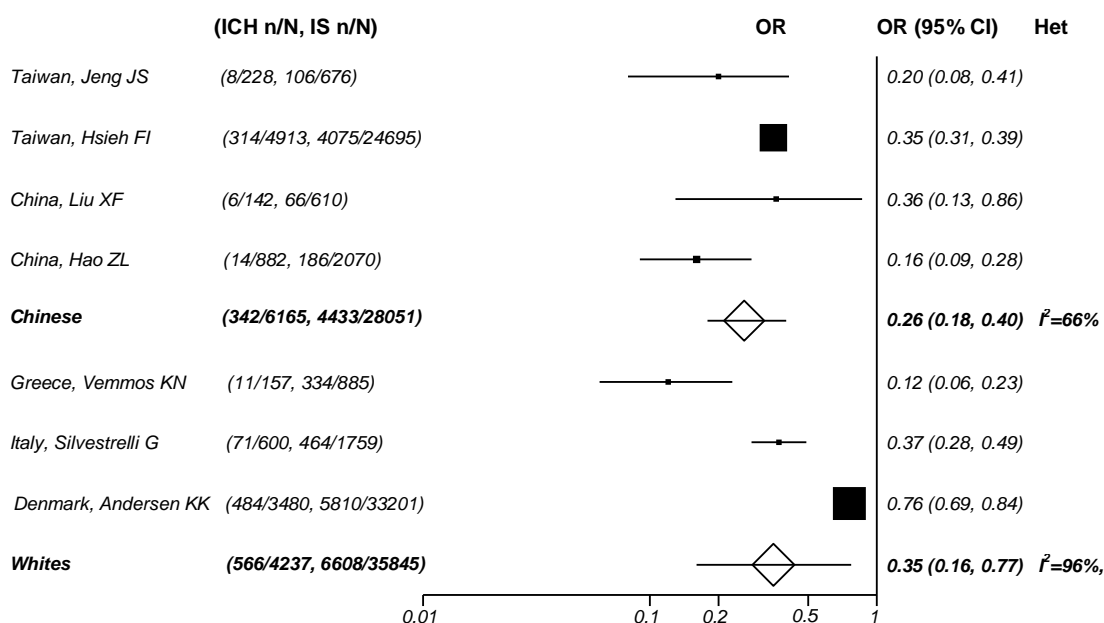 (ICH n/N, IS n/N) OR OR (95% CI) Het
Taiwan, Jeng JS (8/228, 106/676) 0.20 (0.08, 0.41)
Taiwan, Hsieh FI (314/4913, 4075/24695) 0.35 (0.31, 0.39)
China, Liu XF (6/142, 66/610) 0.36 (0.13, 0.86)
China, Hao ZL (14/882, 186/2070) 0.16 (0.09, 0.28)
Chinese (342/6165, 4433/28051) 0.26 (0.18, 0.40) I²=66%
Greece, Vemmos KN (11/157, 334/885) 0.12 (0.06, 0.23)
Italy, Silvestrelli G (71/600, 464/1759) 0.37 (0.28, 0.49)
Denmark, Andersen KK (484/3480, 5810/33201) 0.76 (0.69, 0.84)
Whites (566/4237, 6608/35845) 0.35 (0.16, 0.77) I²=96%,
0.01 0.1 0.2 0.5 1